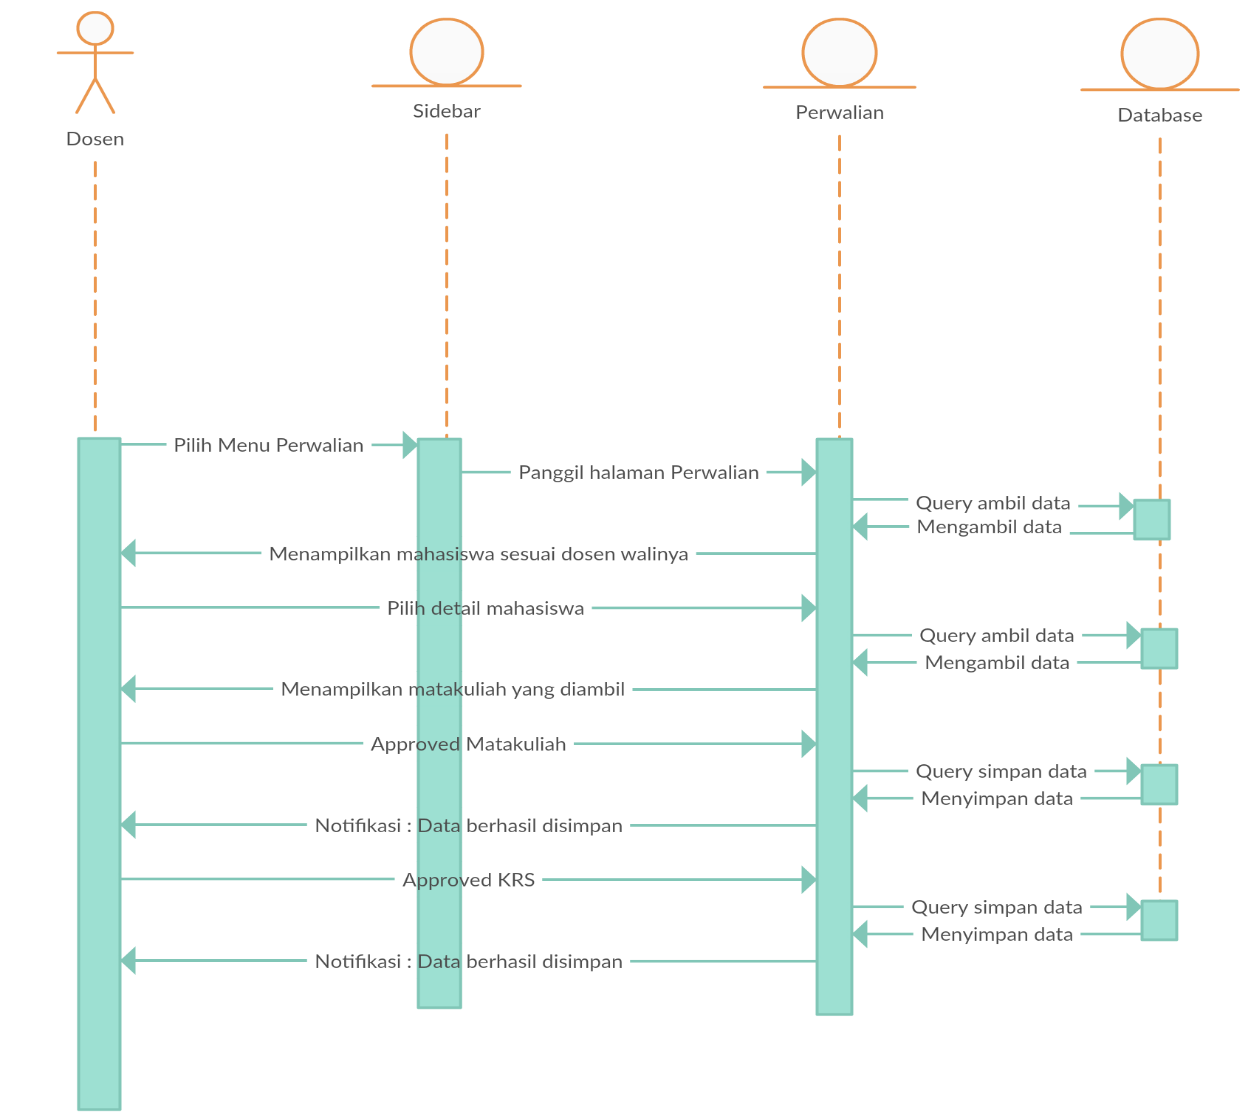 Dosen
Sidebar
Perwalian
Database
Pilih Menu Perwalian
Panggil halaman Perwalian
Query ambil data
Mengambil data
Menampilkan mahasiswa sesuai dosen walinya
Pilih detail mahasiswa
Query ambil data
Mengambil data
Menampilkan matakuliah yang diambil
Approved Matakuliah
Query simpan data
Menyimpan data
Notifikasi : Data berhasil disimpan
Approved KRS
Query simpan data
Menyimpan data
Notifikasi : Data berhasil disimpan